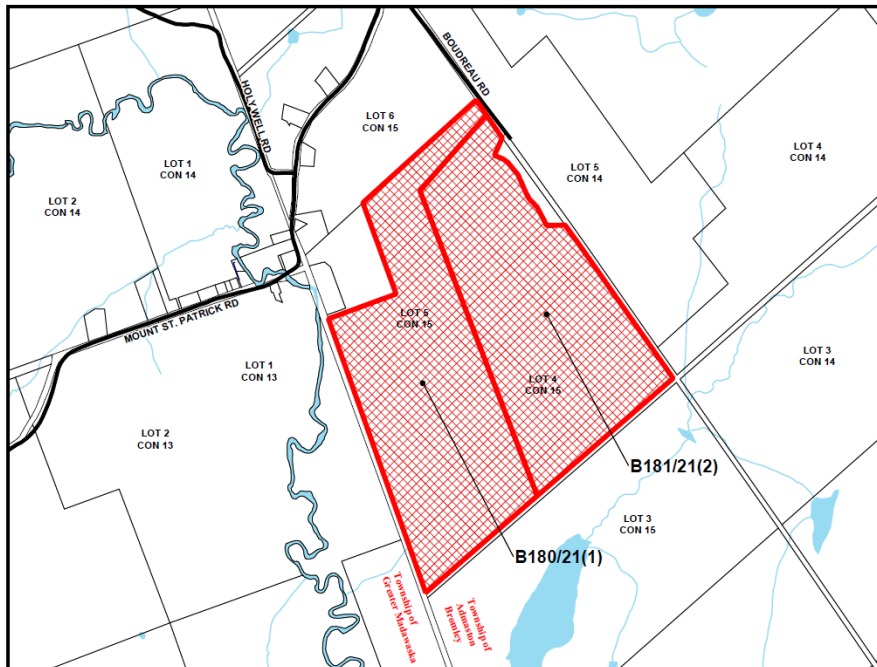 BOUDREAU RD
HOLY WELL RD
LOT 6
CON 15
LOT 4
CON 14
LOT 1
CON 14
LOT 5
CON 14
LOT 2
CON 14
MOUNT ST. PATRICK RD
LOT 5
CON 15
LOT 3
CON 14
LOT 1
CON 13
LOT 4
CON 15
LOT 2
CON 13
B181/21(2)
LOT 3
CON 15
B180/21(1)
Township of
Greater Madawaska
Township of
Admaston
Bromley